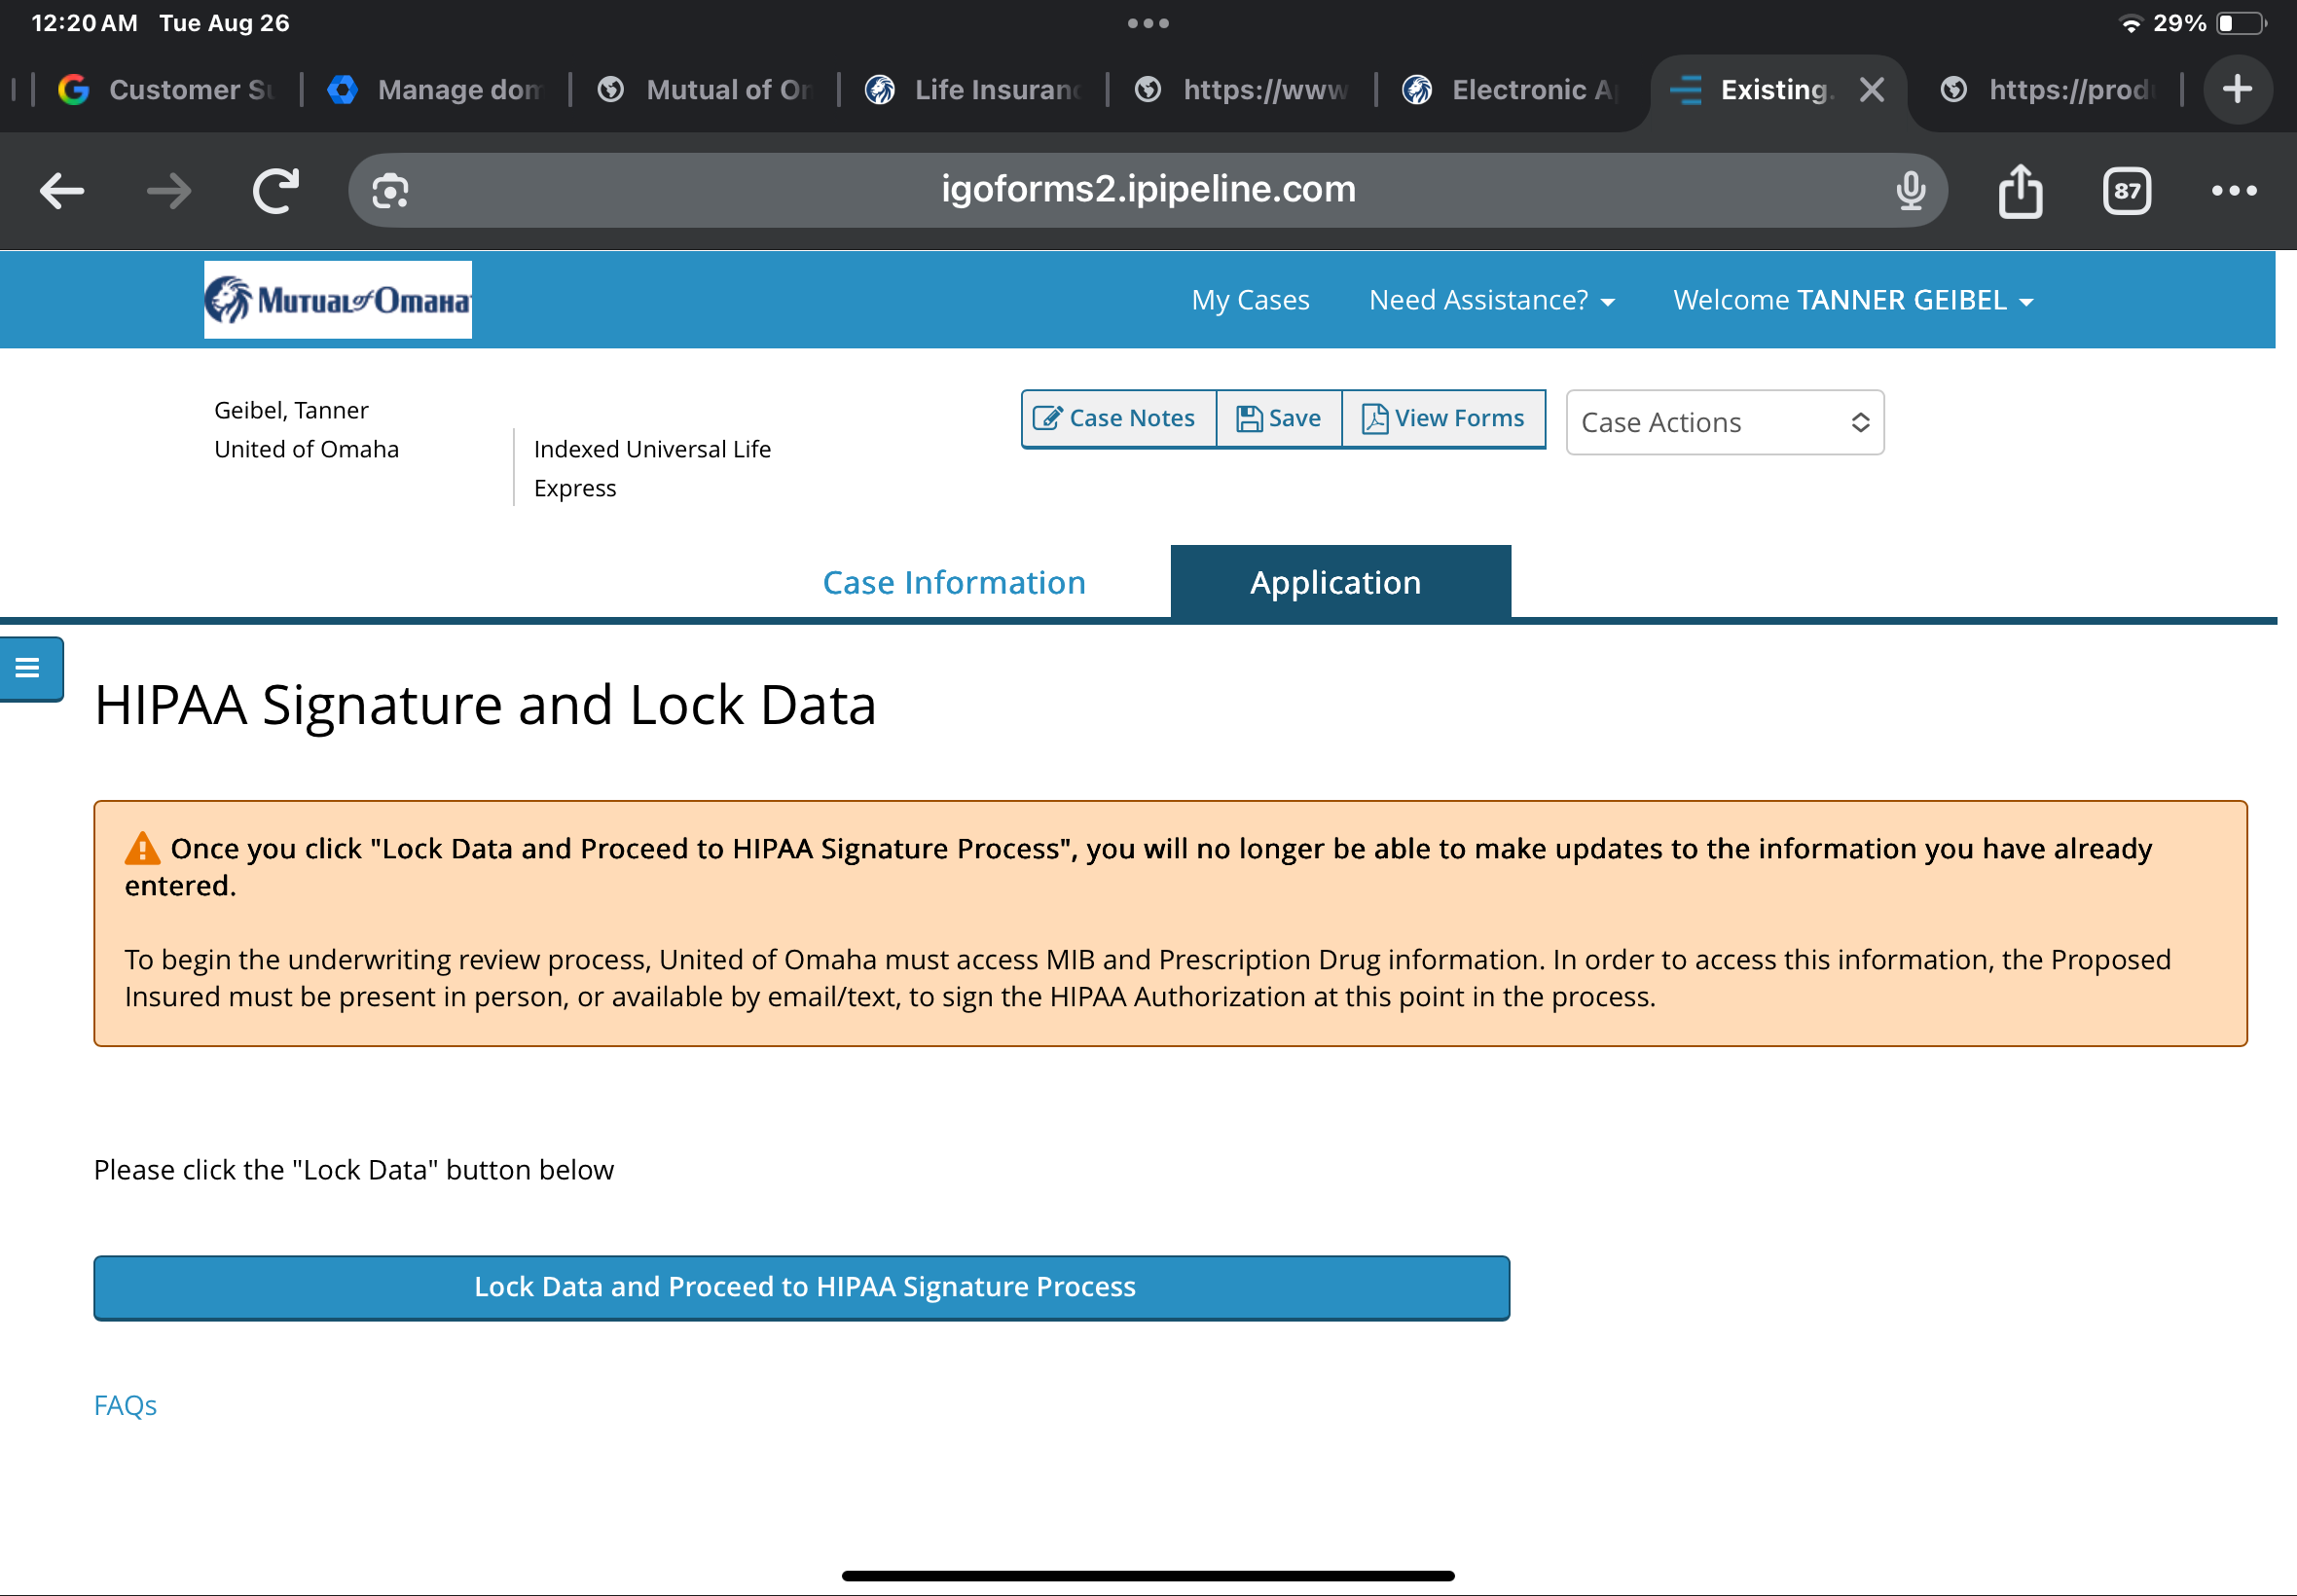 12:20 AM Tue Aug 26
29%
Customer Su
Manage dom
Mutual of Om
Life Insuranc
https://www
Electronic A
Existing.
https://prod
igoforms2.ipipeline.com
87
Mutual of Omaha
My Cases
Need Assistance?
Welcome TANNER GEIBEL
Geibel, Tanner
United of Omaha
Indexed Universal Life
Express
Case Notes
Save
View Forms
Case Actions
Case Information
Application
HIPAA Signature and Lock Data
Once you click "Lock Data and Proceed to HIPAA Signature Process", you will no longer be able to make updates to the information you have already
entered.
To begin the underwriting review process, United of Omaha must access MIB and Prescription Drug information. In order to access this information, the Proposed
Insured must be present in person, or available by email/text, to sign the HIPAA Authorization at this point in the process.
Please click the "Lock Data" button below
Lock Data and Proceed to HIPAA Signature Process
FAQs